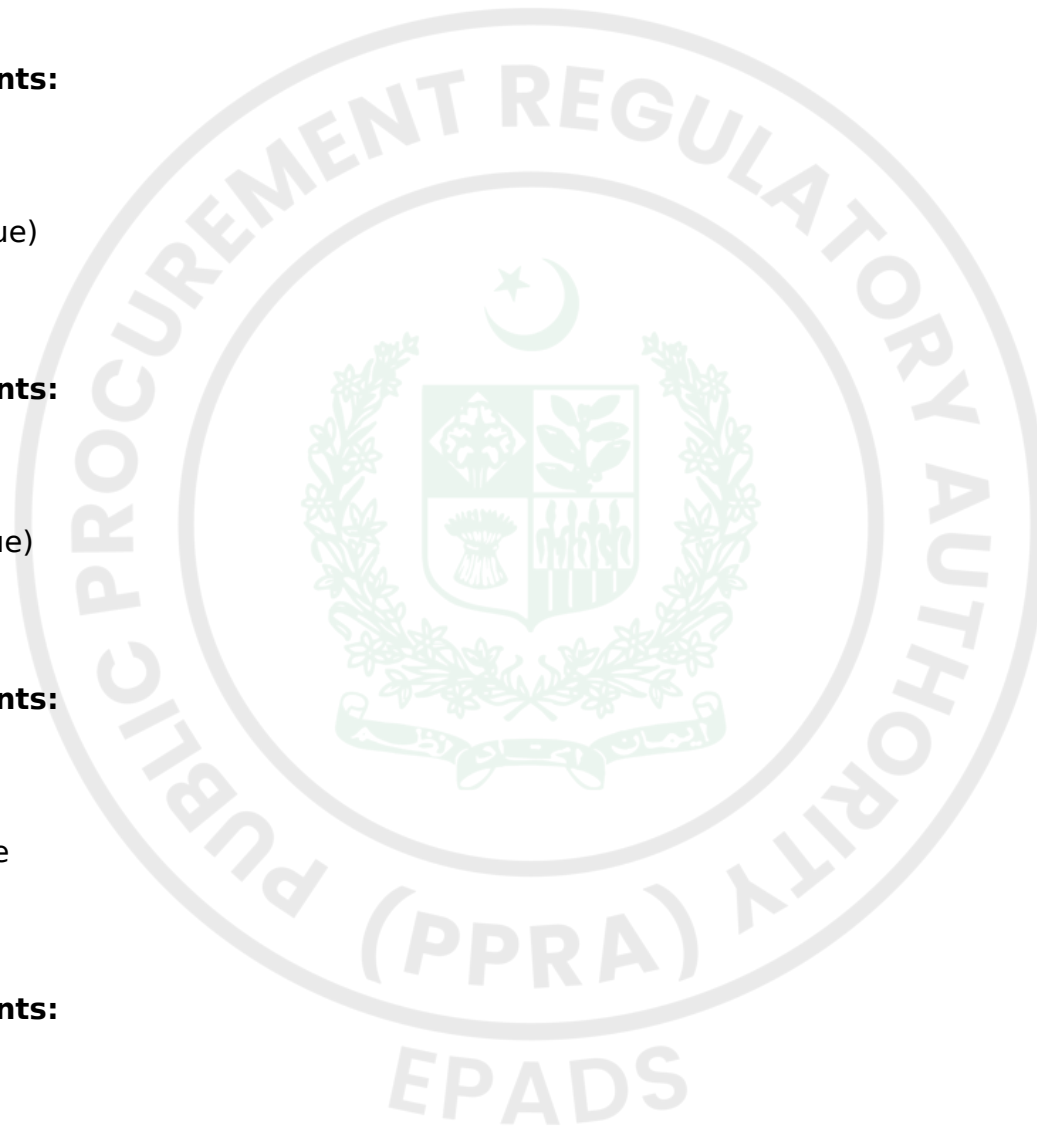 nts:
ue)
nts:
ue)
nts:
e
nts:
PUBLIC PROCUREMENT REGULATORY AUTHORITY
(PPRA)
EPADS